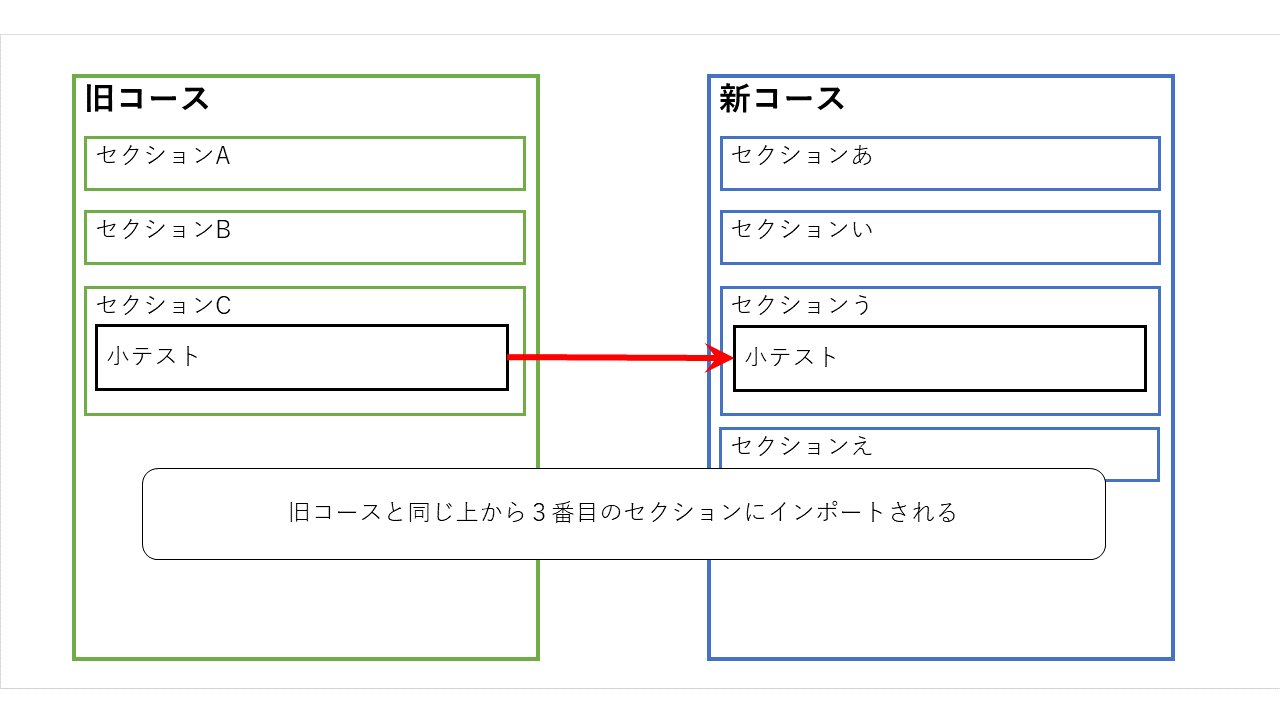 旧コース
セクションA
セクションB
セクションC
小テスト
新コース
セクションあ
セクションい
セクションう
小テスト
セクションえ
旧コースと同じ上から３番目のセクションにインポートされる